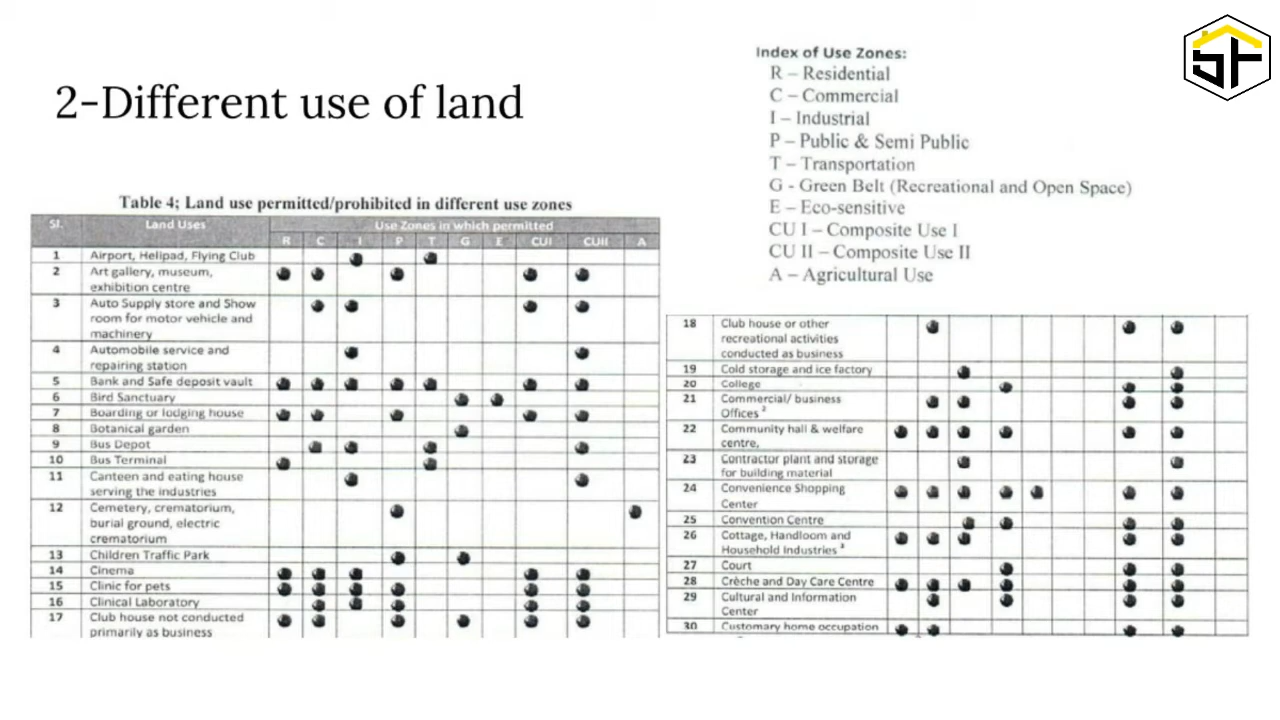 2-Different use of land
Index of Use Zones:
R – Residential
C – Commercial
I – Industrial
P – Public & Semi Public
T – Transportation
G - Green Belt (Recreational and Open Space)
E – Eco-sensitive
CU I – Composite Use I
CU II – Composite Use II
A – Agricultural Use
Table 4; Land use permitted/prohibited in different use zones
Sl. Land Uses Use Zones in which permitted
R C I P T G E CUI CUII A
1 Airport, Helipad, Flying Club
2 Art gallery, museum,
exhibition centre
3 Auto Supply store and Show
room for motor vehicle and
machinery
4 Automobile service and
repairing station
5 Bank and Safe deposit vault
6 Bird Sanctuary
7 Boarding or lodging house
8 Botanical garden
9 Bus Depot
10 Bus Terminal
11 Canteen and eating house
serving the industries
12 Cemetery, crematorium,
burial ground, electric
crematorium
13 Children Traffic Park
14 Cinema
15 Clinic for pets
16 Clinical Laboratory
17 Club house not conducted
primarily as business
18 Club house or other
recreational activities
conducted as business
19 Cold storage and ice factory
20 College
21 Commercial/ business
Offices ²
22 Community hall & welfare
centre,
23 Contractor plant and storage
for building material
24 Convenience Shopping
Center
25 Convention Centre
26 Cottage, Handloom and
Household Industries ³
27 Court
28 Crèche and Day Care Centre
29 Cultural and Information
Center
30 Customary home occupation